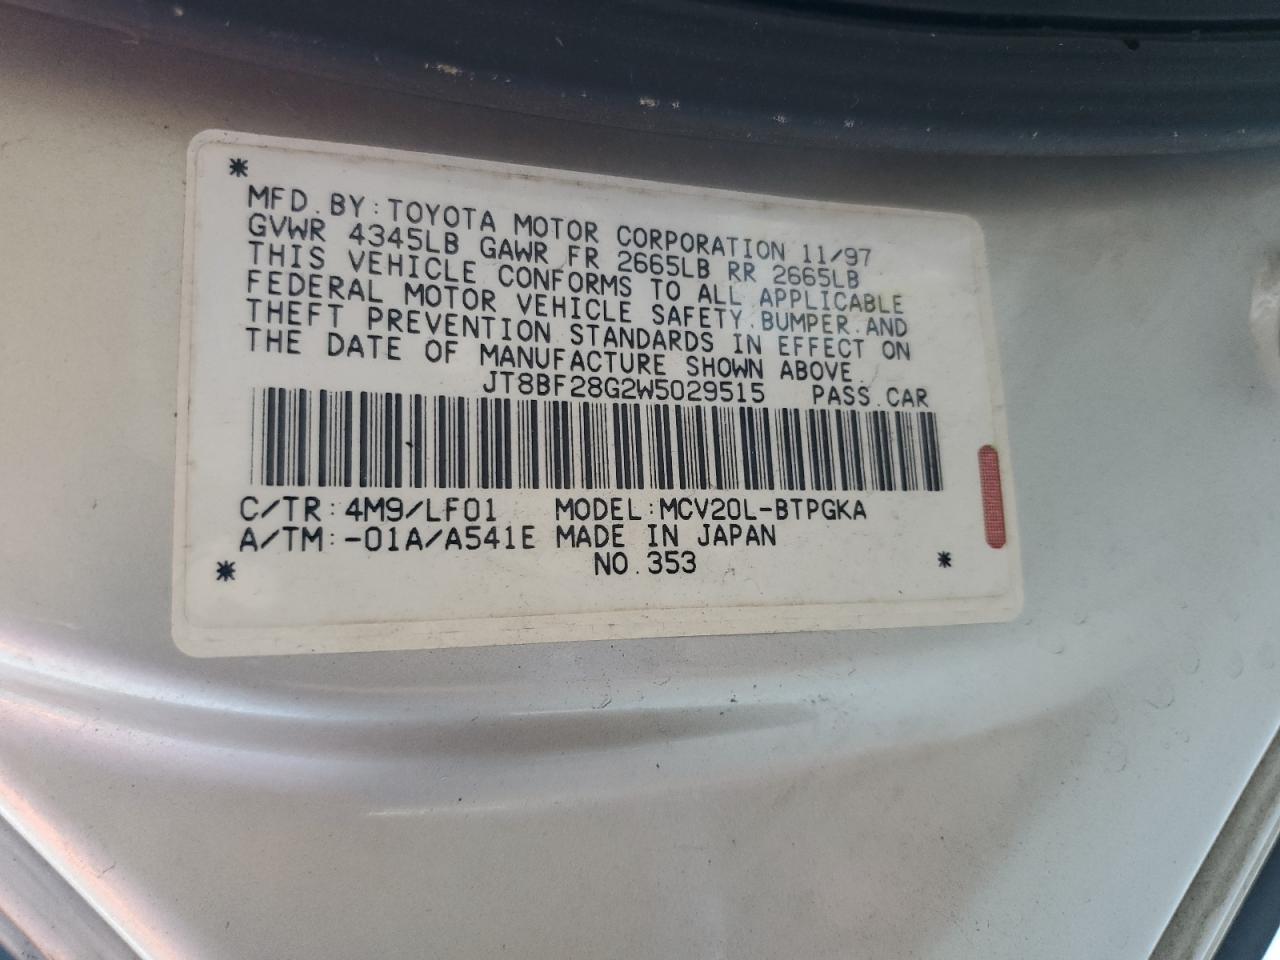 MFD.BY:TOYOTA MOTOR CORPORATION 11/97
GVWR 4345LB GAWR FR 2665LB RR 2665LB
THIS VEHICLE CONFORMS TO ALL APPLICABLE
FEDERAL MOTOR VEHICLE SAFETY.BUMPER.AND
THEFT PREVENTION STANDARDS IN EFFECT ON
THE DATE OF MANUFACTURE SHOWN ABOVE.
JT8BF28G2W5029515 PASS.CAR
C/TR:4M9/LF01 MODEL:MCV20L-BTPGKA
A/TM:-01A/A541E MADE IN JAPAN
NO.353